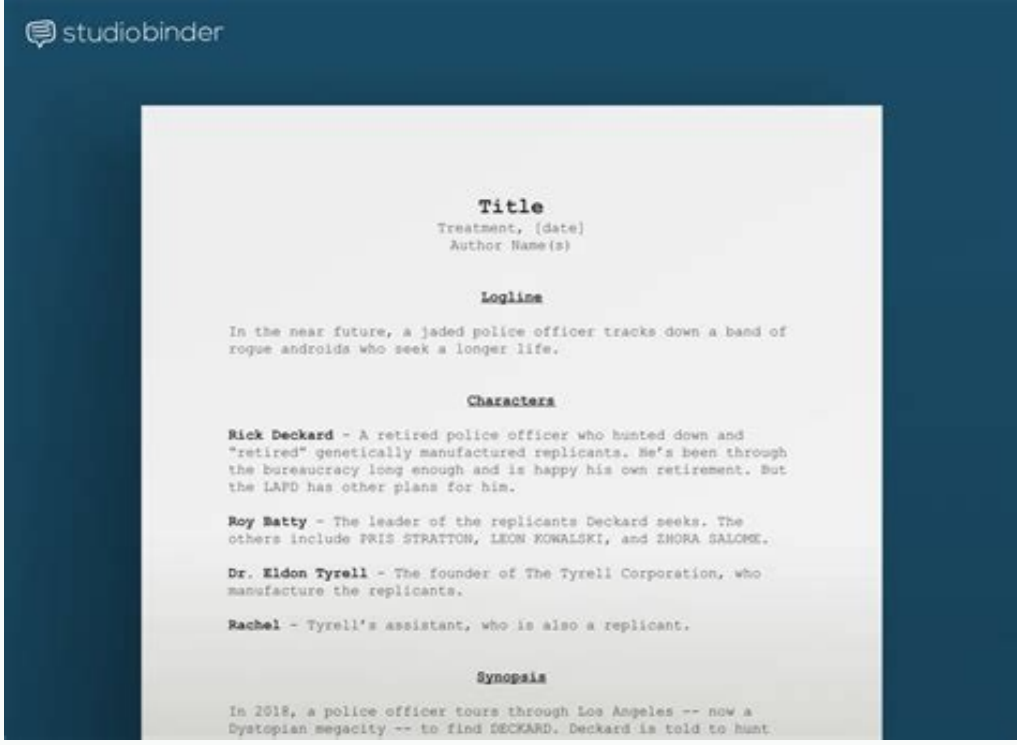 studiobinder
Title
Treatment, [date]
Author Name(s)
Logline
In the near future, a jaded police officer tracks down a band of
rogue androids who seek a longer life.
Characters
Rick Deckard - A retired police officer who hunted down and
"retired" genetically manufactured replicants. He's been through
the bureaucracy long enough and is happy his own retirement. But
the LAPD has other plans for him.
Roy Batty - The leader of the replicants Deckard seeks. The
others include PRIS STRATTON, LEON KOWALSKI, and ZHORA SALOME.
Dr. Eldon Tyrell - The founder of The Tyrell Corporation, who
manufacture the replicants.
Rachel - Tyrell's assistant, who is also a replicant.
Synopsis
In 2018, a police officer tours through Los Angeles -- now a
Dystopian megacity -- to find DECKARD. Deckard is told to hunt